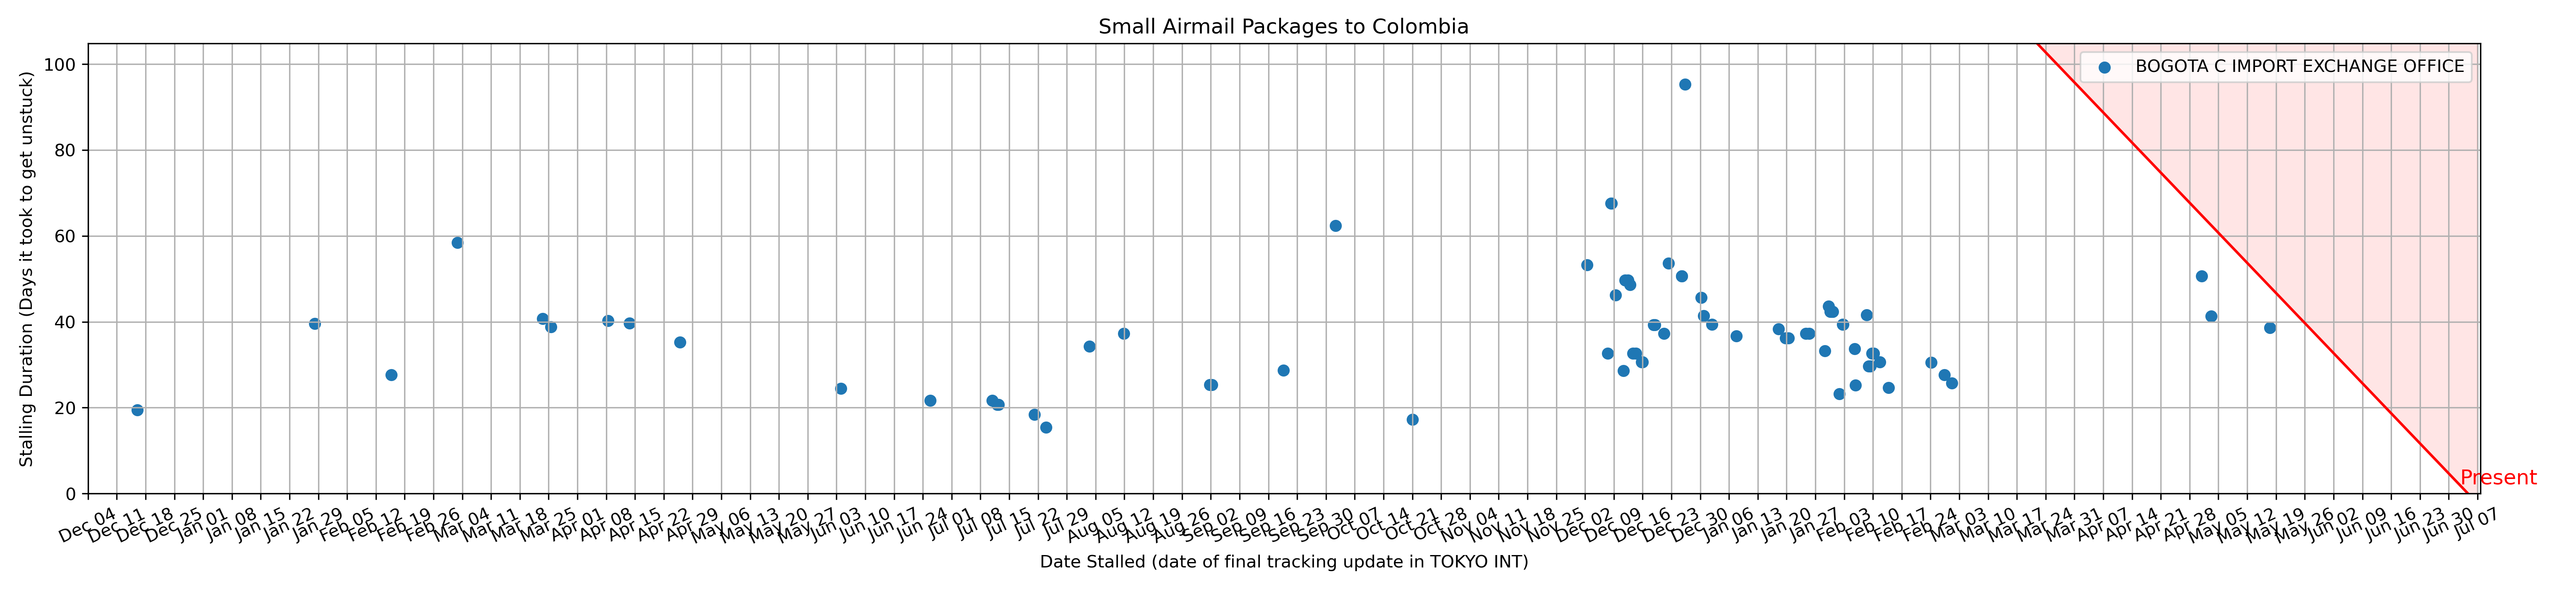 Small Airmail Packages to Colombia
Stalling Duration (Days it took to get unstuck)
100
80
60
40
20
0
BOGOTA C IMPORT EXCHANGE OFFICE
Present
Dec 04
Dec 11
Dec 18
Dec 25
Jan 01
Jan 08
Jan 15
Jan 22
Jan 29
Feb 05
Feb 12
Feb 19
Feb 26
Mar 04
Mar 11
Mar 18
Mar 25
Apr 01
Apr 08
Apr 15
Apr 22
Apr 29
May 06
May 13
May 20
May 27
Jun 03
Jun 10
Jun 17
Jun 24
Jul 01
Jul 08
Jul 15
Jul 22
Jul 29
Aug 05
Aug 12
Aug 19
Aug 26
Sep 02
Sep 09
Sep 16
Sep 23
Sep 30
Oct 07
Oct 14
Oct 21
Oct 28
Nov 04
Nov 11
Nov 18
Nov 25
Dec 02
Dec 09
Dec 16
Dec 23
Dec 30
Jan 06
Jan 13
Jan 20
Jan 27
Feb 03
Feb 10
Feb 17
Feb 24
Mar 03
Mar 10
Mar 17
Mar 24
Mar 31
Apr 07
Apr 14
Apr 21
Apr 28
May 05
May 12
May 19
May 26
Jun 02
Jun 09
Jun 16
Jun 23
Jun 30
Jul 07
Date Stalled (date of final tracking update in TOKYO INT)